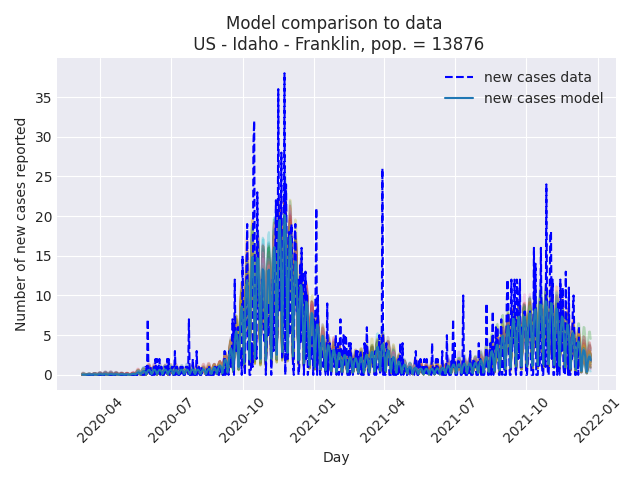 Model comparison to data
US - Idaho - Franklin, pop. = 13876
new cases data
new cases model
Number of new cases reported
35
30
25
20
15
10
5
0
2020-04
2020-07
2020-10
2021-01
2021-04
2021-07
2021-10
2022-01
Day